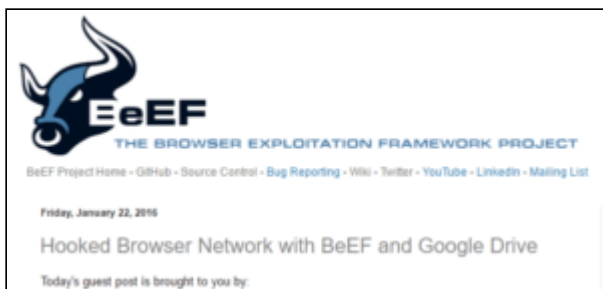 BeEF
THE BROWSER EXPLOITATION FRAMEWORK PROJECT
BeEF Project Home - GitHub - Source Control - Bug Reporting - Wiki - Twitter - YouTube - LinkedIn - Mailing List
Friday, January 22, 2016
Hooked Browser Network with BeEF and Google Drive
Today's guest post is brought to you by: